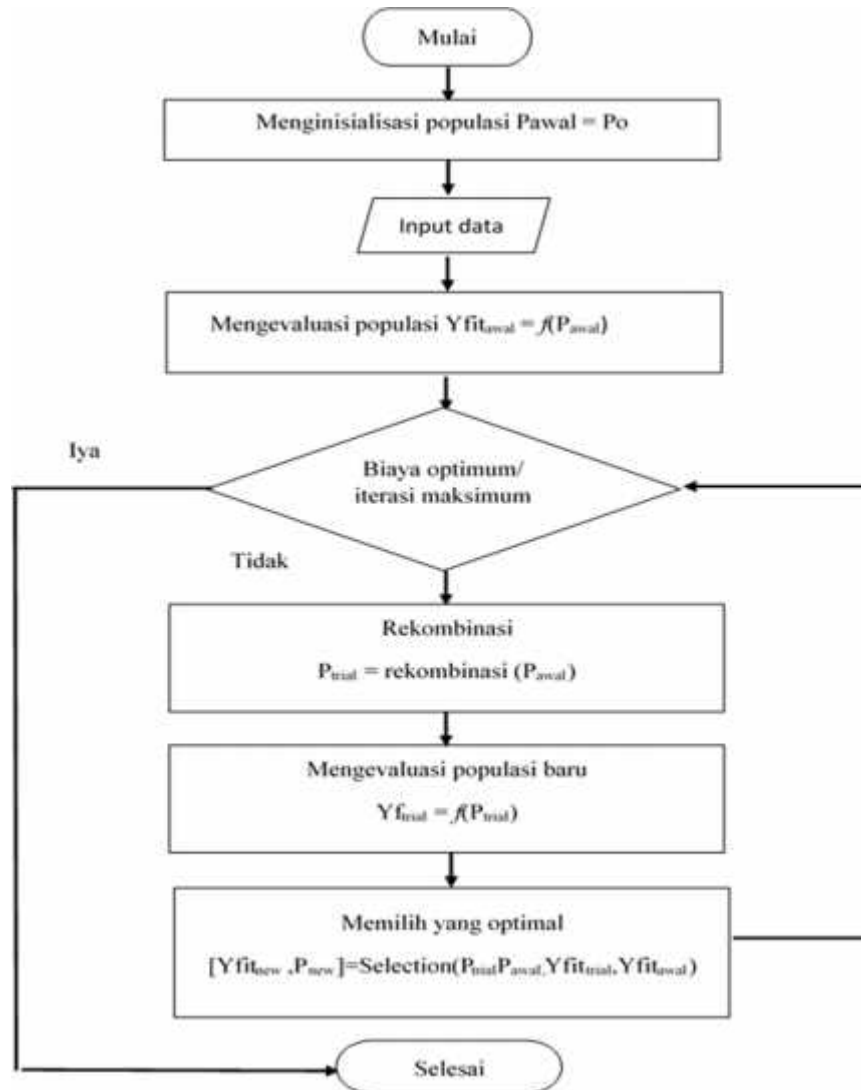 Mulai
Menginisialisasi populasi Pawal = Po
Input data
Mengevaluasi populasi Yfitawal = f(Pawal)
Iya
Biaya optimum/
iterasi maksimum
Tidak
Rekombinasi
Ptrial = rekombinasi (Pawal)
Mengevaluasi populasi baru
Yftrial = f(Ptrial)
Memilih yang optimal
[Yfitnew ,Pnew]=Selection(PtrialPawal,Yfittrial,Yfitawal)
Selesai